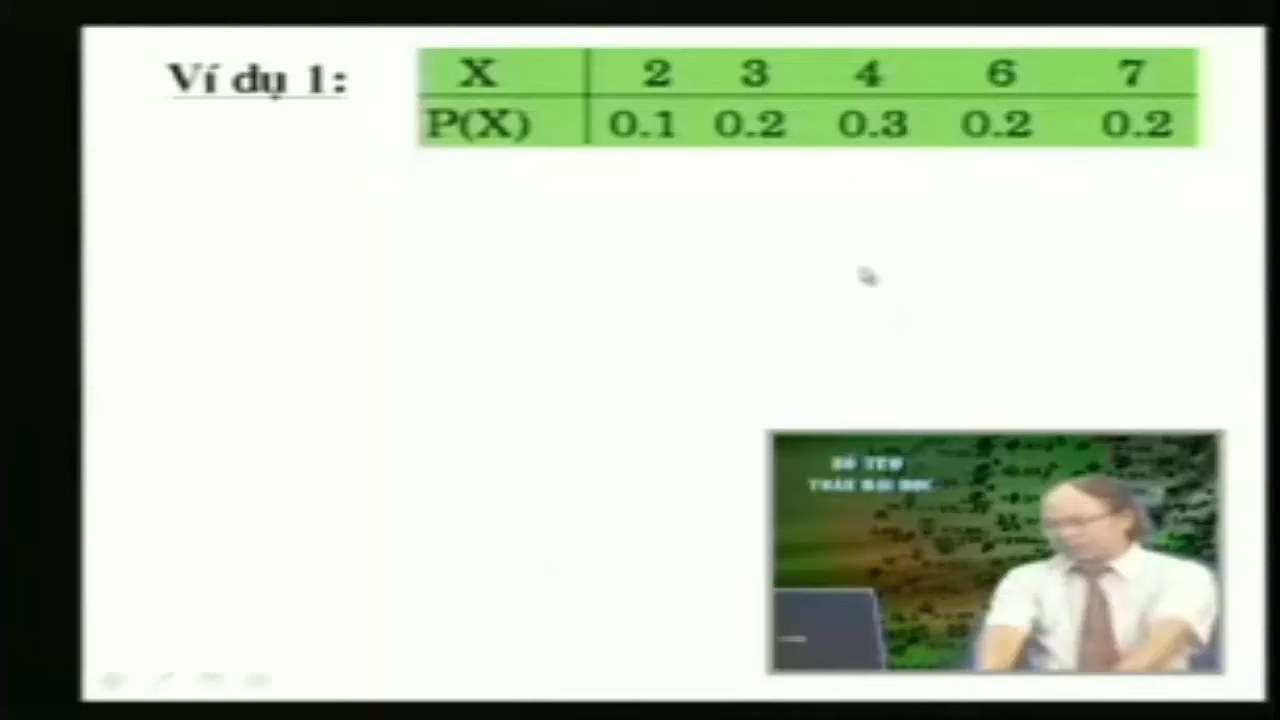 Ví dụ 1:
X 2 3 4 6 7
P(X) 0.1 0.2 0.3 0.2 0.2